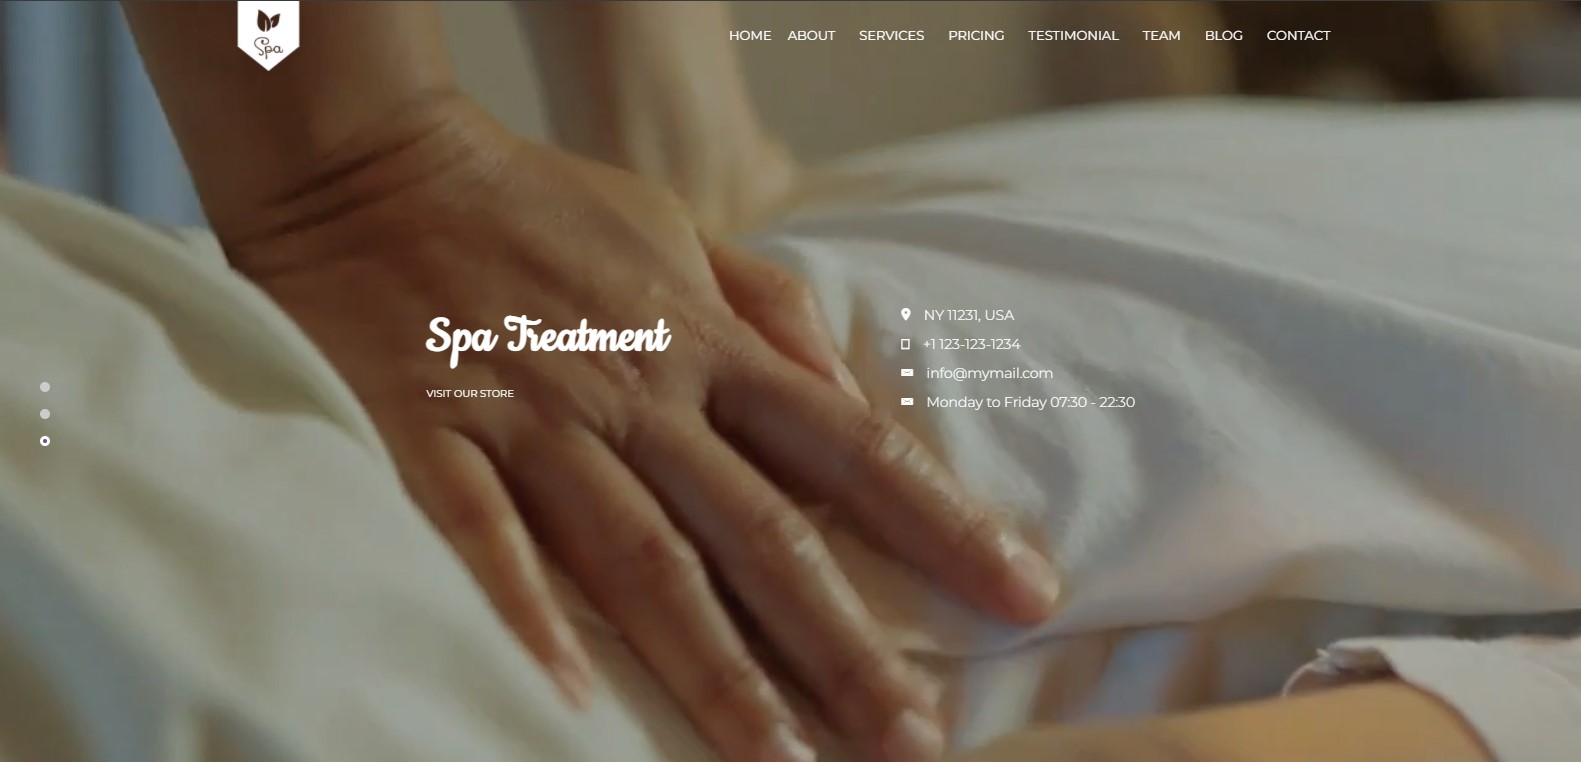 Spa
HOME ABOUT SERVICES PRICING TESTIMONIAL TEAM BLOG CONTACT
Spa Treatment
VISIT OUR STORE
NY 11231, USA
+1 123-123-1234
info@mymail.com
Monday to Friday 07:30 - 22:30